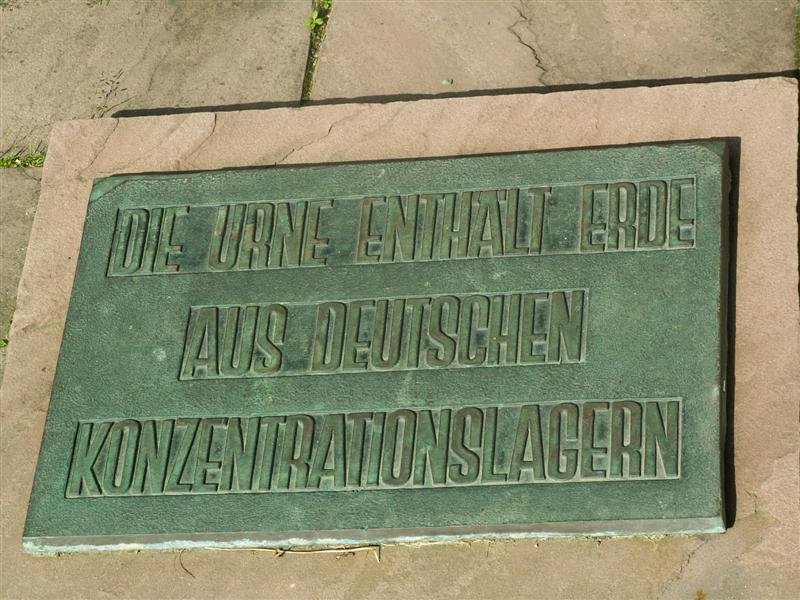 DIE URNE ENTHÄLT ERDE
AUS DEUTSCHEN
KONZENTRATIONSLAGERN